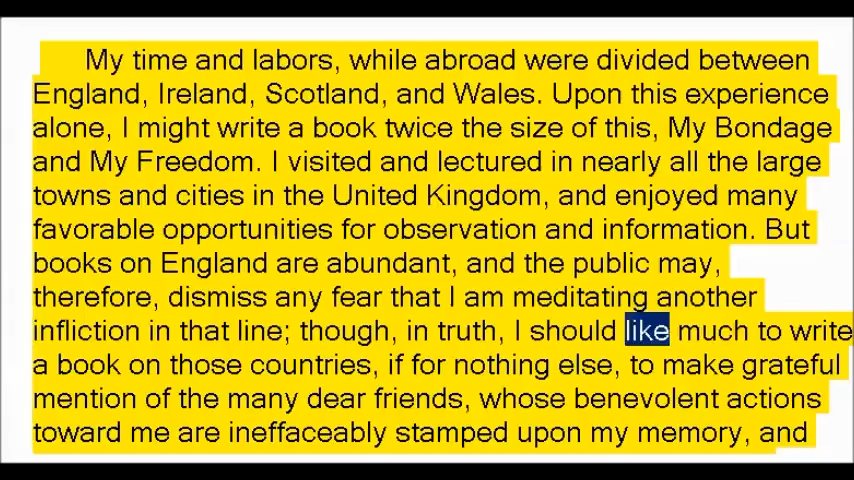 My time and labors, while abroad were divided between
England, Ireland, Scotland, and Wales. Upon this experience
alone, I might write a book twice the size of this, My Bondage
and My Freedom. I visited and lectured in nearly all the large
towns and cities in the United Kingdom, and enjoyed many
favorable opportunities for observation and information. But
books on England are abundant, and the public may,
therefore, dismiss any fear that I am meditating another
infliction in that line; though, in truth, I should like much to write
a book on those countries, if for nothing else, to make grateful
mention of the many dear friends, whose benevolent actions
toward me are ineffaceably stamped upon my memory, and